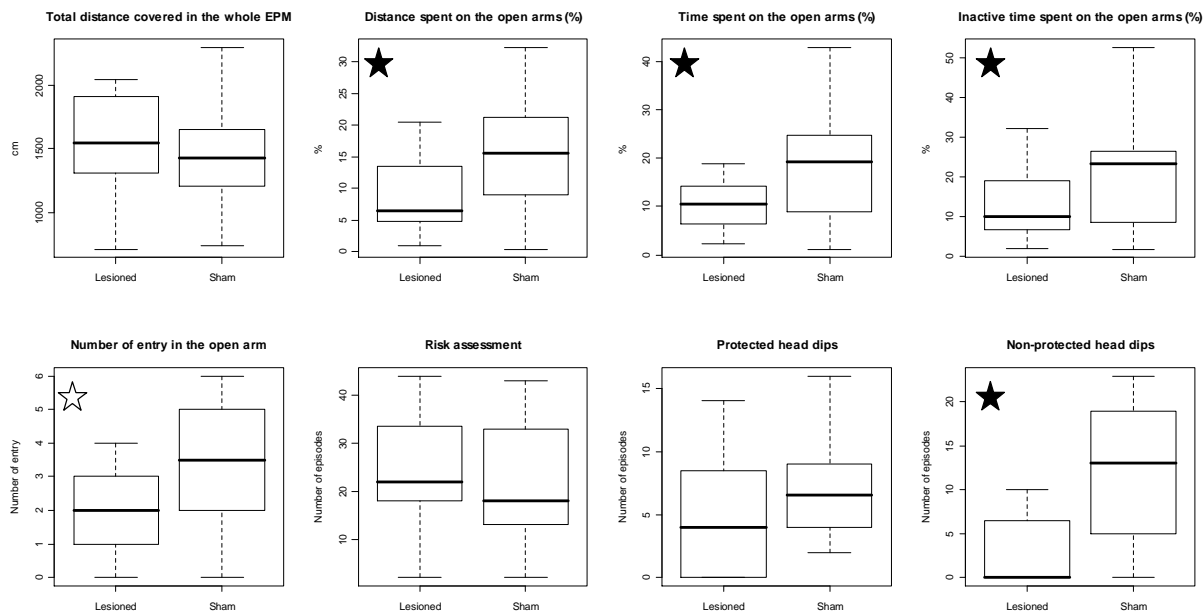 Total distance covered in the whole EPM
cm
2000
1500
1000
Lesioned Sham
Distance spent on the open arms (%)
%
30
25
20
15
10
5
0
Lesioned Sham
Time spent on the open arms (%)
%
40
30
20
10
0
Lesioned Sham
Inactive time spent on the open arms (%)
%
50
40
30
20
10
0
Lesioned Sham
Number of entry in the open arm
Number of entry
6
5
4
3
2
1
0
Lesioned Sham
Risk assessment
Number of episodes
40
30
20
10
Lesioned Sham
Protected head dips
Number of episodes
15
10
5
0
Lesioned Sham
Non-protected head dips
Number of episodes
20
15
10
5
0
Lesioned Sham